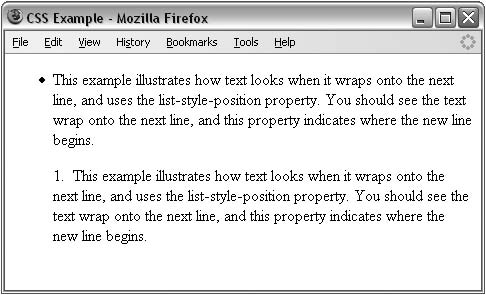 CSS Example - Mozilla Firefox
File Edit View History Bookmarks Tools Help
• This example illustrates how text looks when it wraps onto the next
line, and uses the list-style-position property. You should see the text
wrap onto the next line, and this property indicates where the new line
begins.
1. This example illustrates how text looks when it wraps onto the
next line, and uses the list-style-position property. You should see the
text wrap onto the next line, and this property indicates where the
new line begins.